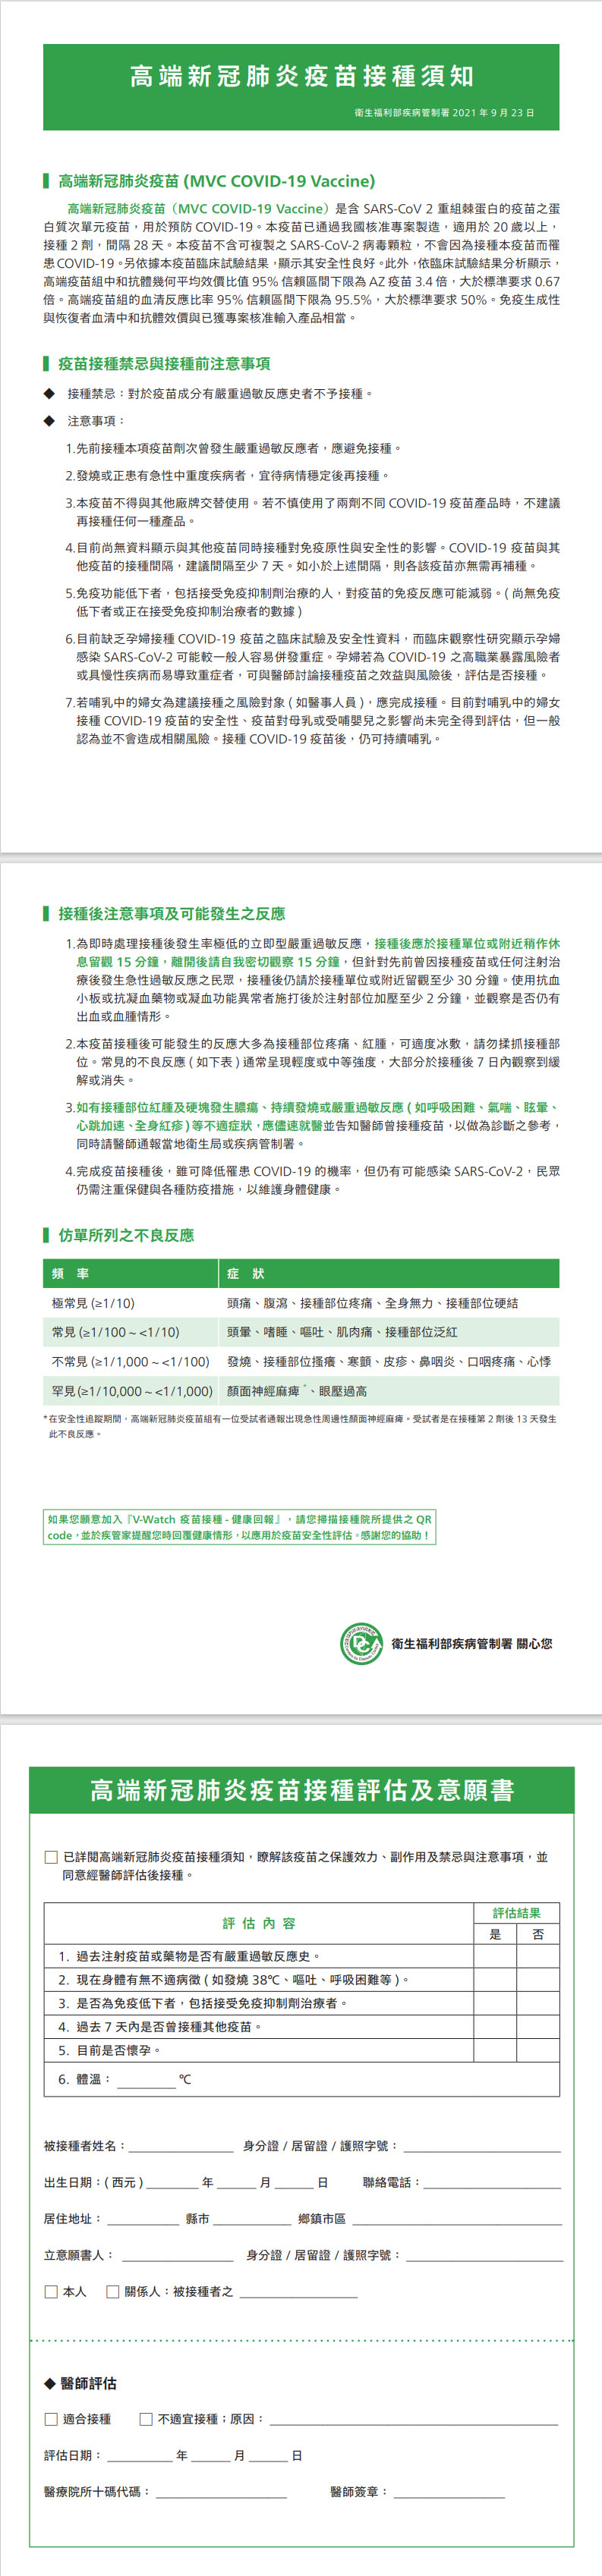 高端新冠肺炎疫苗接種須知
衛生福利部疾病管制署 2021 年 9 月 23 日
高端新冠肺炎疫苗 (MVC COVID-19 Vaccine)
高端新冠肺炎疫苗（MVC COVID-19 Vaccine）是含 SARS-CoV 2 重組棘蛋白的疫苗之蛋
白質次單元疫苗，用於預防 COVID-19。本疫苗已通過我國核准專案製造，適用於 20 歲以上，
接種 2 劑，間隔 28 天。本疫苗不含可複製之 SARS-CoV-2 病毒顆粒，不會因為接種本疫苗而罹
患 COVID-19。另依據本疫苗臨床試驗結果，顯示其安全性良好。此外，依臨床試驗結果分析顯示，
高端疫苗組中和抗體幾何平均效價比值 95% 信賴區間下限為 AZ 疫苗 3.4 倍，大於標準要求 0.67
倍。高端疫苗組的血清反應比率 95% 信賴區間下限為 95.5%，大於標準要求 50%。免疫生成性
與恢復者血清中和抗體效價與已獲專案核准輸入產品相當。
疫苗接種禁忌與接種前注意事項
◆ 接種禁忌：對於疫苗成分有嚴重過敏反應史者不予接種。
◆ 注意事項：
1.先前接種本項疫苗劑次曾發生嚴重過敏反應者，應避免接種。
2.發燒或正患有急性中重度疾病者，宜待病情穩定後再接種。
3.本疫苗不得與其他廠牌交替使用。若不慎使用了兩劑不同 COVID-19 疫苗產品時，不建議
再接種任何一種產品。
4.目前尚無資料顯示與其他疫苗同時接種對免疫原性與安全性的影響。COVID-19 疫苗與其
他疫苗的接種間隔，建議間隔至少 7 天。如小於上述間隔，則各該疫苗亦無需再補種。
5.免疫功能低下者，包括接受免疫抑制劑治療的人，對疫苗的免疫反應可能減弱。( 尚無免疫
低下者或正在接受免疫抑制治療者的數據 )
6.目前缺乏孕婦接種 COVID-19 疫苗之臨床試驗及安全性資料，而臨床觀察性研究顯示孕婦
感染 SARS-CoV-2 可能較一般人容易併發重症。孕婦若為 COVID-19 之高職業暴露風險者
或具慢性疾病而易導致重症者，可與醫師討論接種疫苗之效益與風險後，評估是否接種。
7.若哺乳中的婦女為建議接種之風險對象 ( 如醫事人員 )，應完成接種。目前對哺乳中的婦女
接種 COVID-19 疫苗的安全性、疫苗對母乳或受哺嬰兒之影響尚未完全得到評估，但一般
認為並不會造成相關風險。接種 COVID-19 疫苗後，仍可持續哺乳。
接種後注意事項及可能發生之反應
1.為即時處理接種後發生率極低的立即型嚴重過敏反應，接種後應於接種單位或附近稍作休
息留觀 15 分鐘，離開後請自我密切觀察 15 分鐘，但針對先前曾因接種疫苗或任何注射治
療後發生急性過敏反應之民眾，接種後仍請於接種單位或附近留觀至少 30 分鐘。使用抗血
小板或抗凝血藥物或凝血功能異常者施打後於注射部位加壓至少 2 分鐘，並觀察是否仍有
出血或血腫情形。
2.本疫苗接種後可能發生的反應大多為接種部位疼痛、紅腫，可適度冰敷，請勿揉抓接種部
位。常見的不良反應 ( 如下表 ) 通常呈現輕度或中等強度，大部分於接種後 7 日內觀察到緩
解或消失。
3.如有接種部位紅腫及硬塊發生膿瘍、持續發燒或嚴重過敏反應 ( 如呼吸困難、氣喘、眩暈、
心跳加速、全身紅疹 ) 等不適症狀，應儘速就醫並告知醫師曾接種疫苗，以做為診斷之參考，
同時請醫師通報當地衛生局或疾病管制署。
4.完成疫苗接種後，雖可降低罹患 COVID-19 的機率，但仍有可能感染 SARS-CoV-2，民眾
仍需注重保健與各種防疫措施，以維護身體健康。
仿單所列之不良反應
頻 率 症 狀
極常見 (≥1/10) 頭痛、腹瀉、接種部位疼痛、全身無力、接種部位硬結
常見 (≥1/100 ~ <1/10) 頭暈、嗜睡、嘔吐、肌肉痛、接種部位泛紅
不常見 (≥1/1,000 ~ <1/100) 發燒、接種部位搔癢、寒顫、皮疹、鼻咽炎、口咽疼痛、心悸
罕見 (≥1/10,000 ~ <1/1,000) 顏面神經麻痺*、眼壓過高
*在安全性追蹤期間，高端新冠肺炎疫苗組有一位受試者通報出現急性周邊性顏面神經麻痺。受試者是在接種第 2 劑後 13 天發生
此不良反應。
如果您願意加入『V-Watch 疫苗接種 - 健康回報』，請您掃描接種院所提供之 QR
code，並於疾管家提醒您時回覆健康情形，以應用於疫苗安全性評估。感謝您的協助！
衛生福利部疾病管制署 關心您
高端新冠肺炎疫苗接種評估及意願書
□ 已詳閱高端新冠肺炎疫苗接種須知，瞭解該疫苗之保護效力、副作用及禁忌與注意事項，並
同意經醫師評估後接種。
評 估 內 容 評估結果
是 否
1. 過去注射疫苗或藥物是否有嚴重過敏反應史。
2. 現在身體有無不適病徵 ( 如發燒 38℃、嘔吐、呼吸困難等 )。
3. 是否為免疫低下者，包括接受免疫抑制劑治療者。
4. 過去 7 天內是否曾接種其他疫苗。
5. 目前是否懷孕。
6. 體溫：________ ℃
被接種者姓名：________ 身分證 / 居留證 / 護照字號：________
出生日期：( 西元 ) ________ 年 ______ 月 ______ 日 聯絡電話：________
居住地址：________ 縣市 ________ 鄉鎮市區 ________
立意願書人：________ 身分證 / 居留證 / 護照字號：________
□ 本人 □ 關係人：被接種者之 ________
◆ 醫師評估
□ 適合接種 □ 不適宜接種；原因：________
評估日期：________ 年 ______ 月 ______ 日
醫療院所十碼代碼：________ 醫師簽章：________